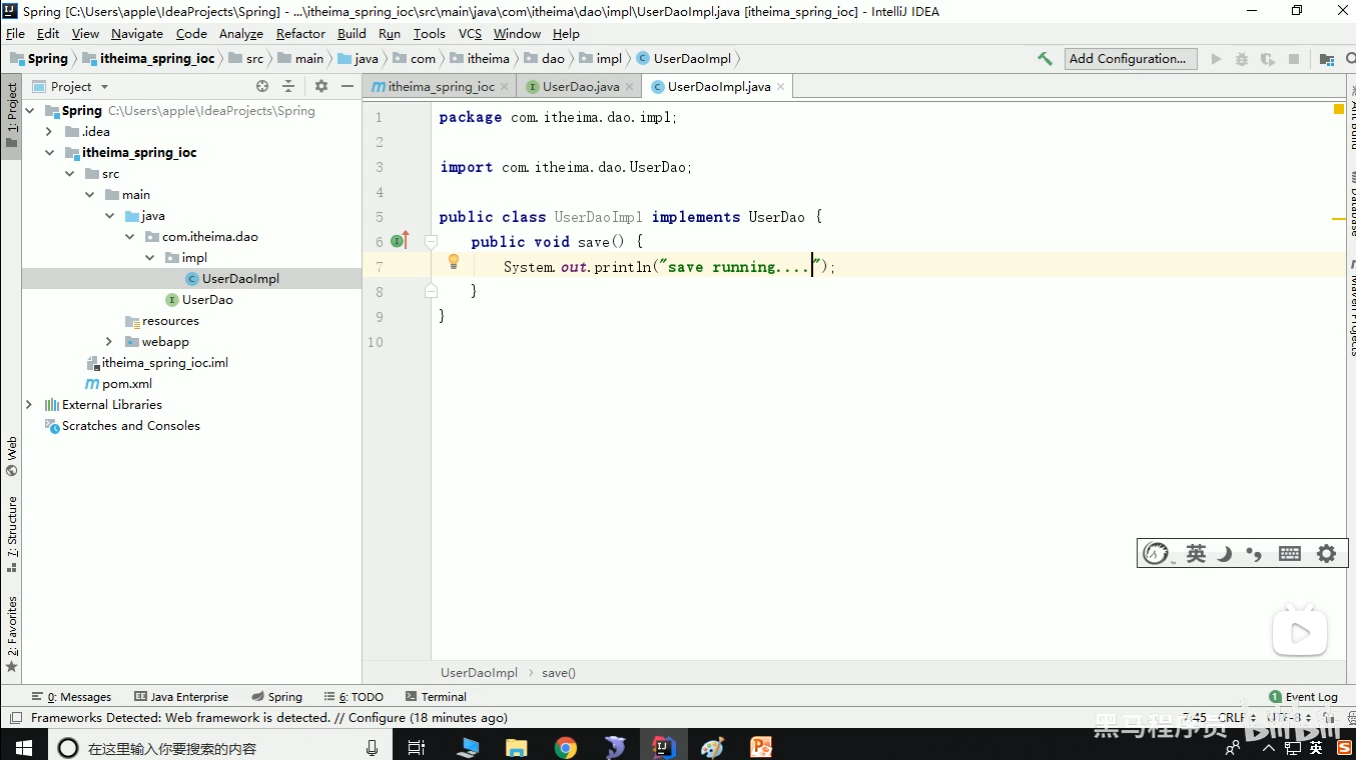 Spring [C:\Users\apple\IdeaProjects\Spring] - ...\itheima_spring_ioc\src\main\java\com\itheima\dao\impl\UserDaoImpl.java [itheima_spring_ioc] - IntelliJ IDEA
File Edit View Navigate Code Analyze Refactor Build Run Tools VCS Window Help
Spring itheima_spring_ioc src main java com itheima dao impl UserDaoImpl Add Configuration...
Project itheima_spring_ioc UserDao.java UserDaoImpl.java
1: Project
Spring C:\Users\apple\IdeaProjects\Spring
.idea
itheima_spring_ioc
src
main
java
com.itheima.dao
impl
UserDaoImpl
UserDao
resources
webapp
itheima_spring_ioc.iml
pom.xml
External Libraries
Scratches and Consoles
1 package com.itheima.dao.impl;
2
3 import com.itheima.dao.UserDao;
4
5 public class UserDaoImpl implements UserDao {
6 public void save() {
7 System.out.println("save running....");
8 }
9 }
10
Ant Build
Database
Maven Projects
Web
Z: Structure
2: Favorites
英
UserDaoImpl save()
0: Messages Java Enterprise Spring 6: TODO Terminal 1 Event Log
Frameworks Detected: Web framework is detected. // Configure (18 minutes ago) 7:45 CRLF UTF-8
黑马程序员 bilibili
在这里输入你要搜索的内容 英